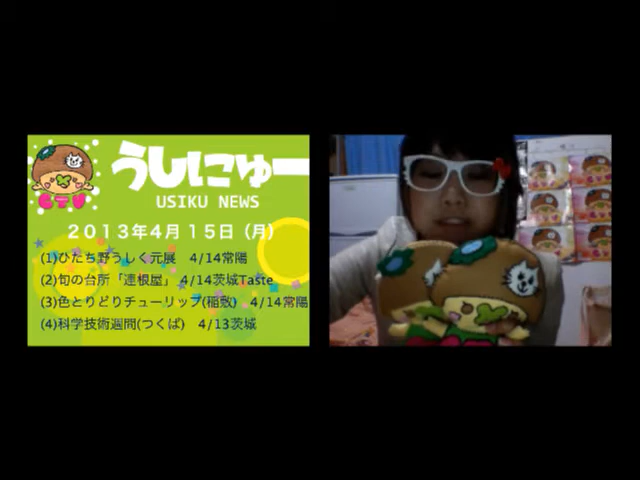 うしにゅー
USIKU NEWS
CTU
2013年4月15日(月)
(1)ひたち野うしく元展 4/14常陽
(2)旬の台所「連根屋」4/14茨城Taste
(3)色とりどりチューリップ(稲敷) 4/14常陽
(4)科学技術週間(つくば) 4/13茨城